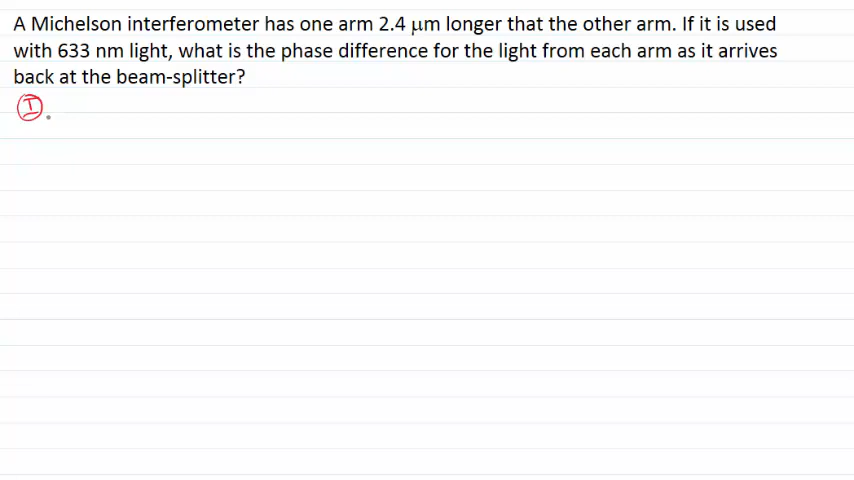 A Michelson interferometer has one arm 2.4 μm longer that the other arm. If it is used
with 633 nm light, what is the phase difference for the light from each arm as it arrives
back at the beam-splitter?
I